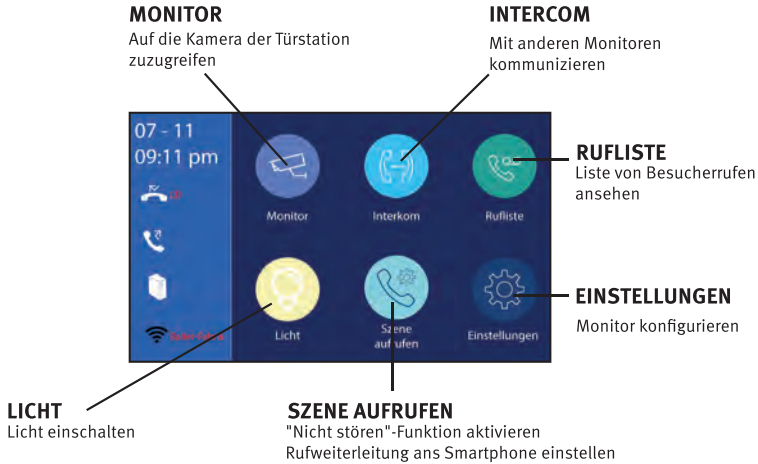 MONITOR
Auf die Kamera der Türstation
zuzugreifen
INTERCOM
Mit anderen Monitoren
kommunizieren
07 - 11
09:11 pm
Monitor
Interkom
Rufliste
RUFLISTE
Liste von Besucherrufen
ansehen
Licht
Szene
aufrufen
Einstellungen
EINSTELLUNGEN
Monitor konfigurieren
LICHT
Licht einschalten
SZENE AUFRUFEN
"Nicht stören"-Funktion aktivieren
Rufweiterleitung ans Smartphone einstellen